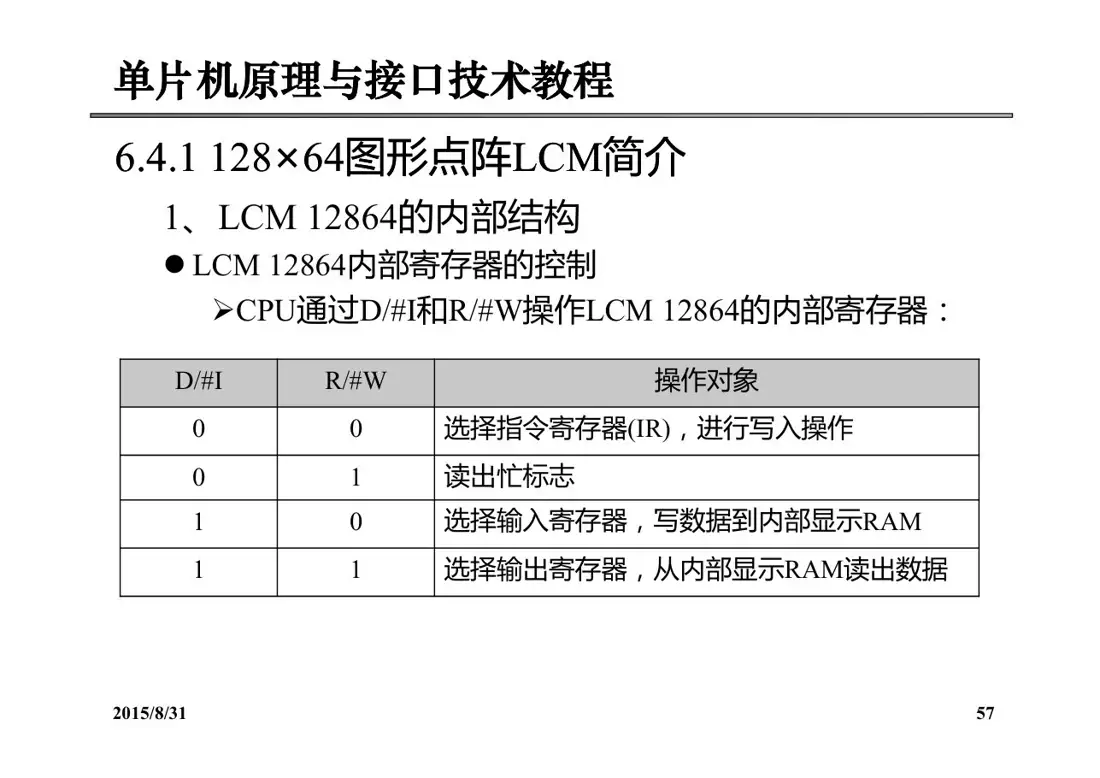 单片机原理与接口技术教程
6.4.1 128×64图形点阵LCM简介
1、LCM 12864的内部结构
●LCM 12864内部寄存器的控制
➢CPU通过D/#I和R/#W操作LCM 12864的内部寄存器：
D/#I R/#W 操作对象
0 0 选择指令寄存器(IR)，进行写入操作
0 1 读出忙标志
1 0 选择输入寄存器，写数据到内部显示RAM
1 1 选择输出寄存器，从内部显示RAM读出数据
2015/8/31 57